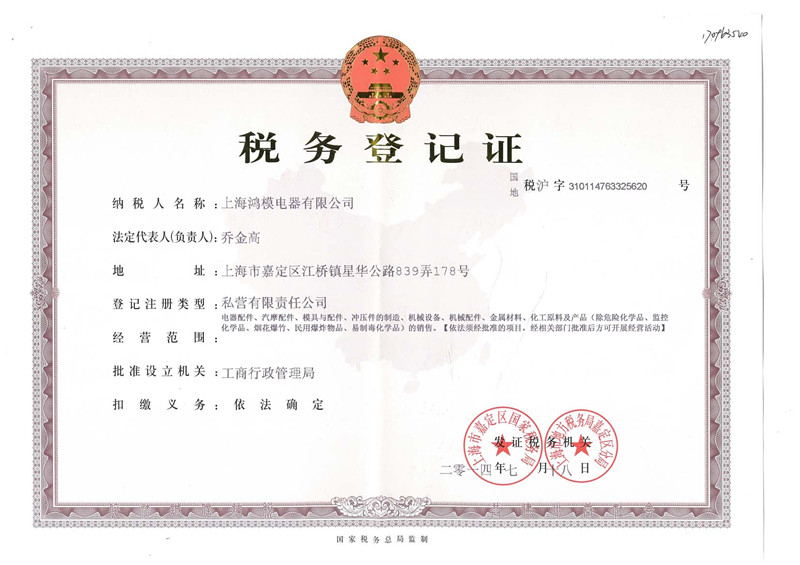 税务登记证
国地 税沪字 310114763325620 号
纳税人名称：上海鸿模电器有限公司
法定代表人(负责人)：乔金高
地址：上海市嘉定区江桥镇星华公路839弄178号
登记注册类型：私营有限责任公司
经营范围：电器配件、汽摩配件、模具与配件、冲压件的制造、机械设备、机械配件、金属材料、化工原料及产品（除危险化学品、监控
化学品、烟花爆竹、民用爆炸物品、易制毒化学品）的销售。【依法须经批准的项目，经相关部门批准后方可开展经营活动】
批准设立机关：工商行政管理局
扣缴义务：依法确定
上海市嘉定区国家税务局
上海市地方税务局嘉定区分局
发证税务机关
二零一四年七月十八日
国家税务总局监制